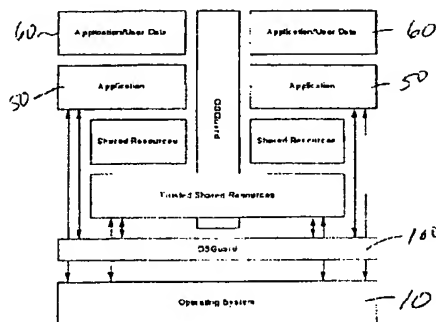 60 Application/User Data Application/User Data 60
50 Application Application 50
OSGuard
Shared Resources Shared Resources
Trusted Shared Resources
OSGuard 100
Operating System 10